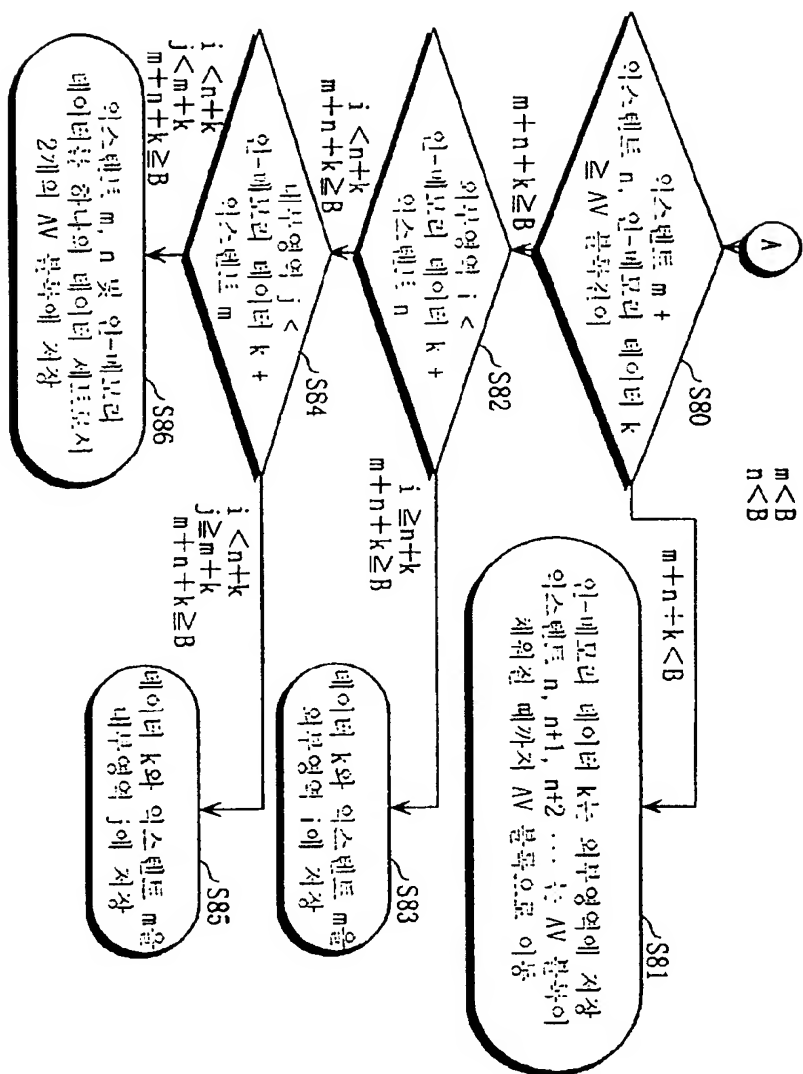 m<B
n<B
A
익스텐트 m +
익스텐트 n, 인-메모리 데이터 k
≧ AV 블록길이
S80
m+n+k<B
인-메모리 데이터 k는 외부영역에 저장
익스텐트 n, n+1, n+2 ... 는 AV 블록이
채워질 때까지 AV 블록으로 이동
S81
m+n+k≧B
외부영역 i <
인-메모리 데이터 k +
익스텐트 n
S82
i≧n+k
m+n+k≧B
데이터 k와 익스텐트 m을
외부영역 i에 저장
S83
i<n+k
m+n+k≧B
내부영역 j <
인-메모리 데이터 k +
익스텐트 m
S84
i<n+k
j≧m+k
m+n+k≧B
데이터 k와 익스텐트 m을
내부영역 j에 저장
S85
i<n+k
j<m+k
m+n+k≧B
익스텐트 m, n 및 인-메모리
데이터를 하나의 데이터 세트로서
2개의 AV 블록에 저장
S86